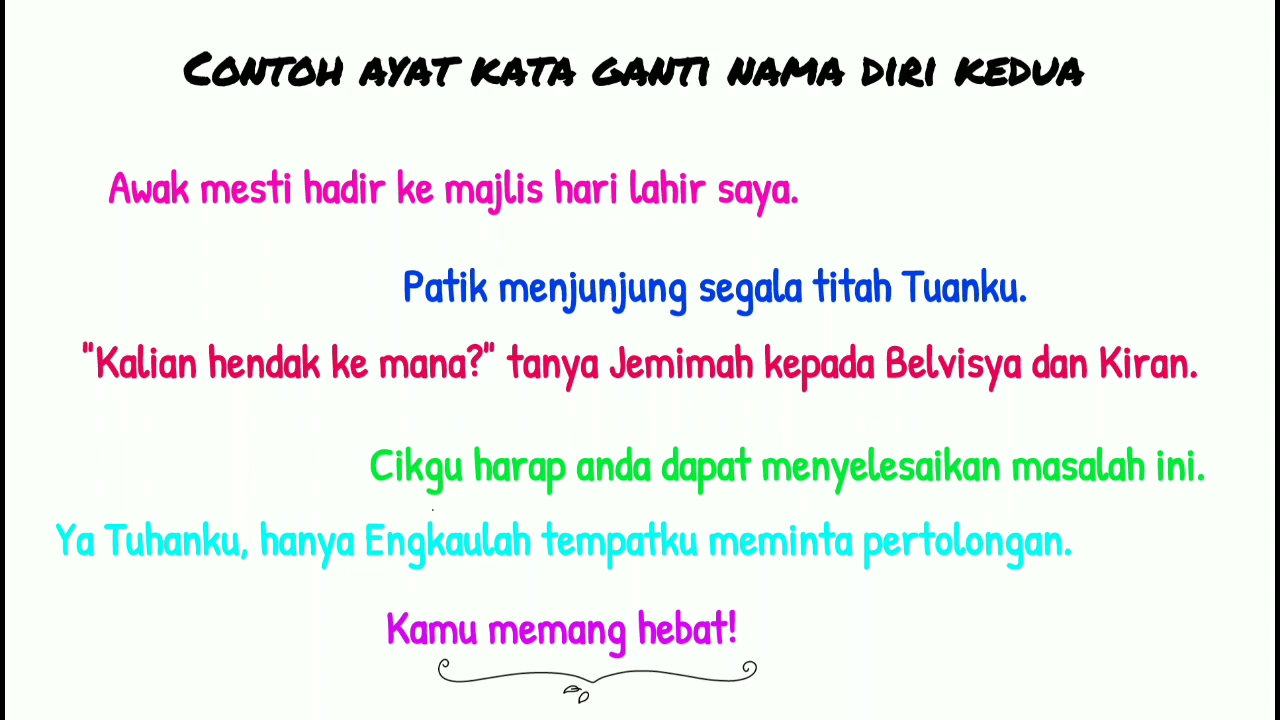 Contoh ayat kata ganti nama diri kedua
Awak mesti hadir ke majlis hari lahir saya.
Patik menjunjung segala titah Tuanku.
"Kalian hendak ke mana?" tanya Jemimah kepada Belvisya dan Kiran.
Cikgu harap anda dapat menyelesaikan masalah ini.
Ya Tuhanku, hanya Engkaulah tempatku meminta pertolongan.
Kamu memang hebat!